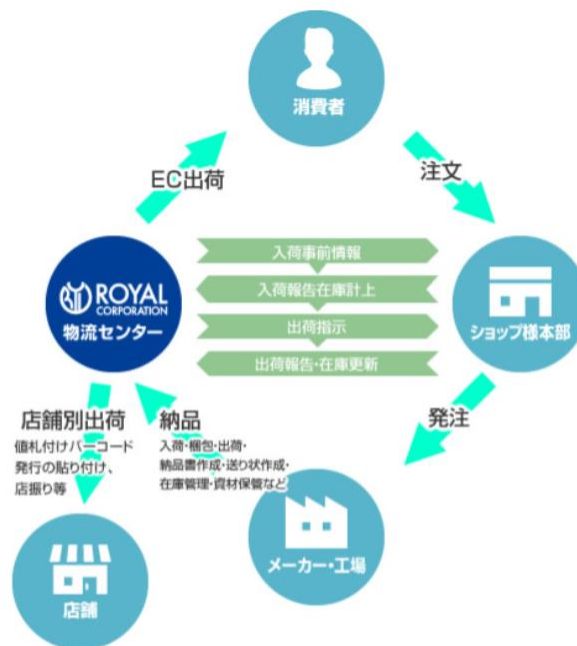 消費者
EC出荷
注文
入荷事前情報
入荷報告在庫計上
出荷指示
出荷報告・在庫更新
ROYAL
CORPORATION
物流センター
ショップ様本部
店舗別出荷
値札付けバーコード
発行の貼り付け、
店振り等
納品
入荷・梱包・出荷・
納品書作成・送り状作成・
在庫管理・資材保管など
発注
メーカー・工場
店舗